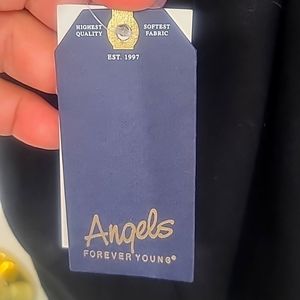 HIGHEST QUALITY
SOFTEST FABRIC
EST. 1997
Angels
FOREVER YOUNG®